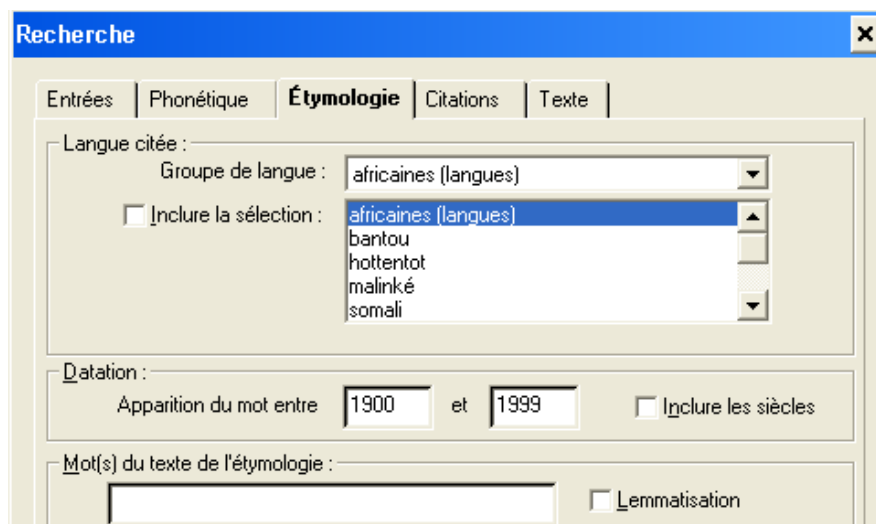 Recherche
Entrées Phonétique Étymologie Citations Texte
Langue citée :
Groupe de langue : africaines (langues)
Inclure la sélection : africaines (langues)
bantou
hottentot
malinké
somali
Datation :
Apparition du mot entre 1900 et 1999 Inclure les siècles
Mot(s) du texte de l'étymologie :
Lemmatisation